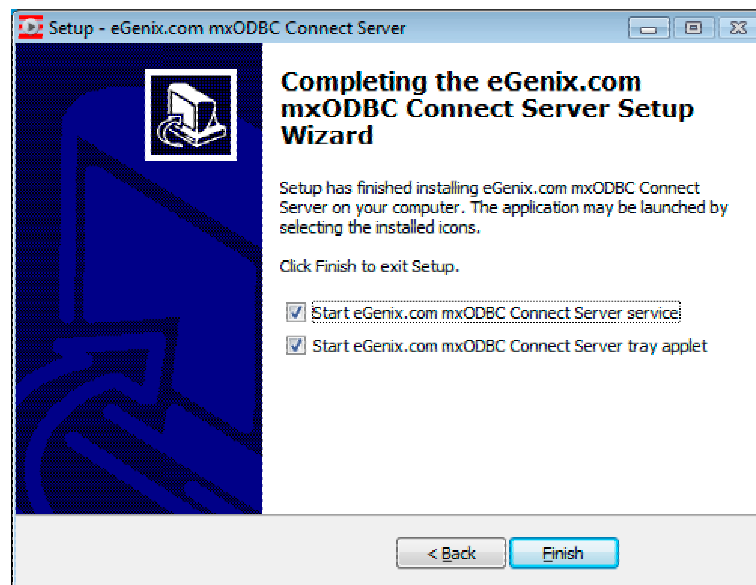 Setup - eGenix.com mxODBC Connect Server
Completing the eGenix.com
mxODBC Connect Server Setup
Wizard
Setup has finished installing eGenix.com mxODBC Connect
Server on your computer. The application may be launched by
selecting the installed icons.
Click Finish to exit Setup.
Start eGenix.com mxODBC Connect Server service
Start eGenix.com mxODBC Connect Server tray applet
< Back
Finish